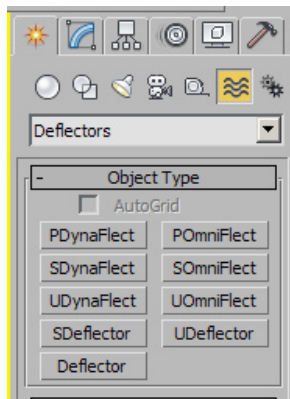 Deflectors
- Object Type
AutoGrid
PDynaFlect POmniFlect
SDynaFlect SOmniFlect
UDynaFlect UOmniFlect
SDeflector UDeflector
Deflector